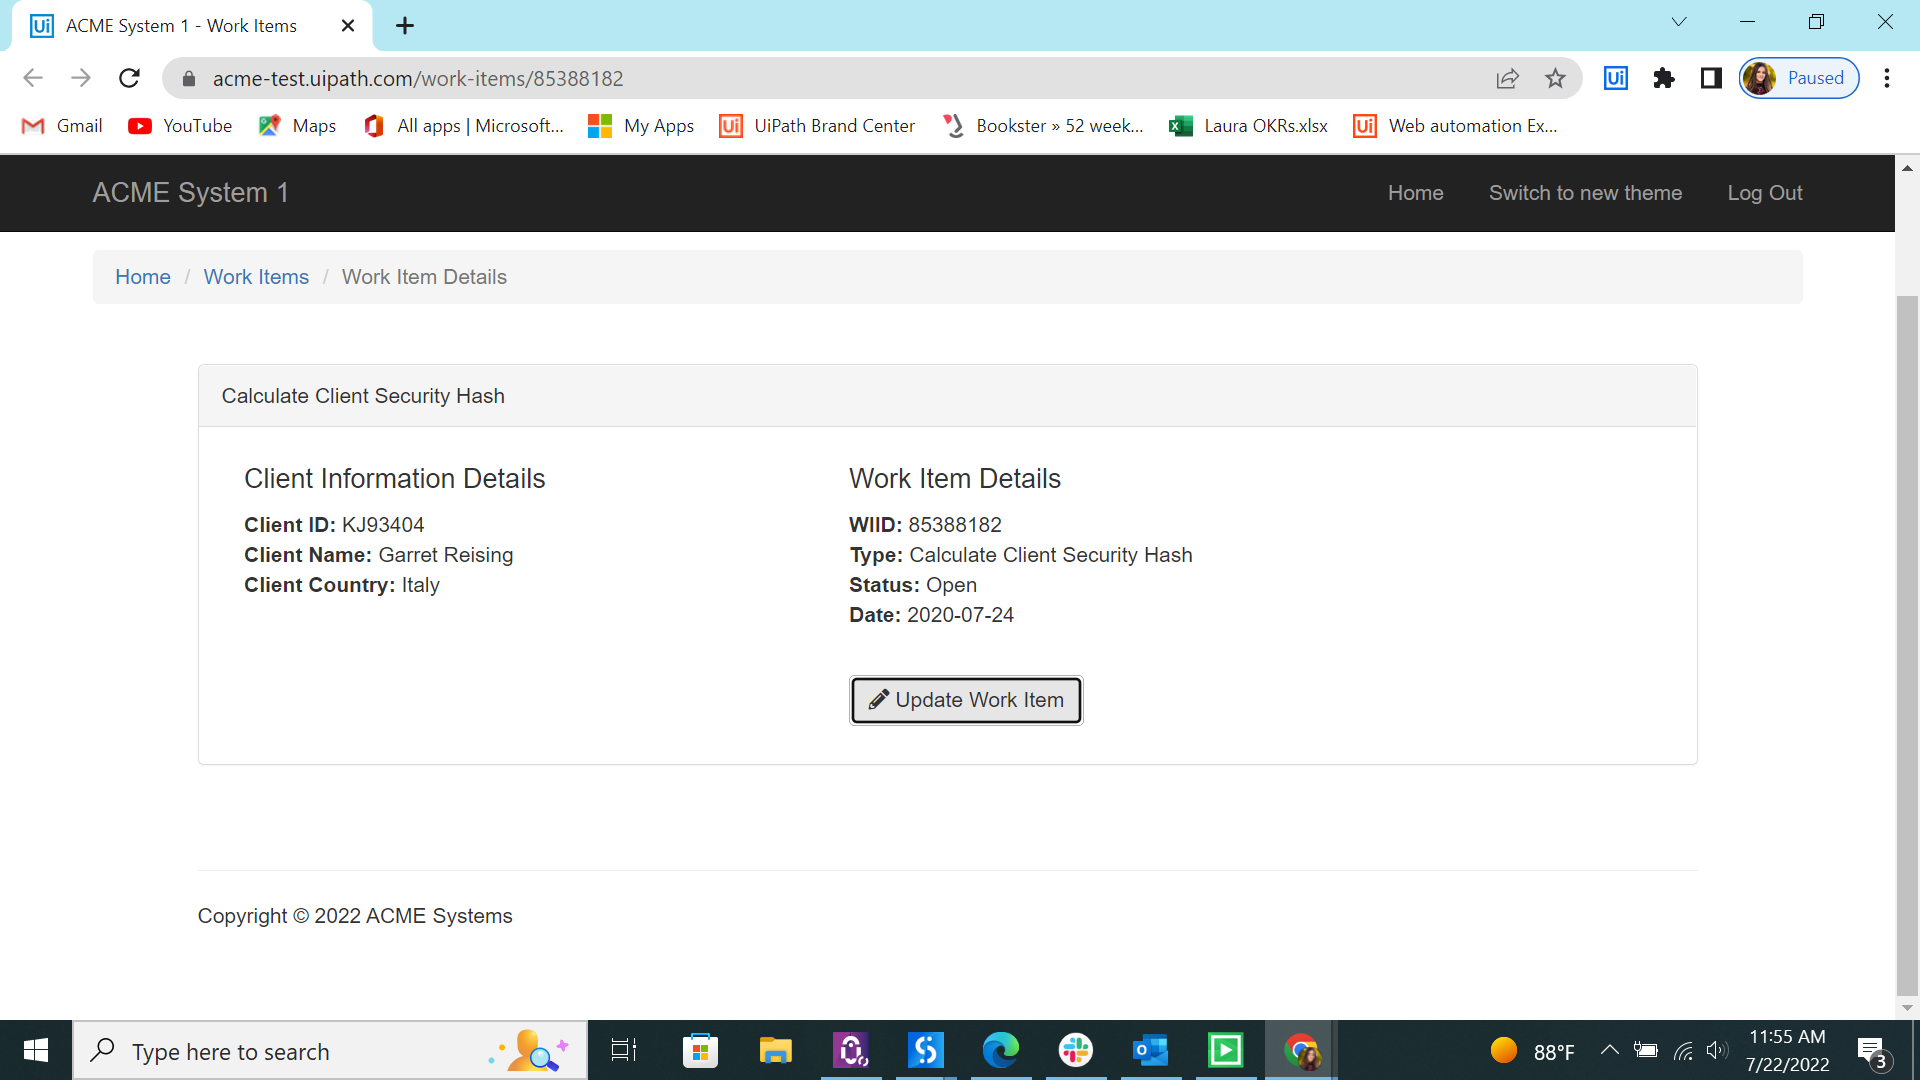 ACME System 1 - Work Items
acme-test.uipath.com/work-items/85388182
Paused
Gmail
YouTube
Maps
All apps | Microsoft...
My Apps
UiPath Brand Center
Bookster » 52 week...
Laura OKRs.xlsx
Web automation Ex...
ACME System 1
Home
Switch to new theme
Log Out
Home / Work Items / Work Item Details
Calculate Client Security Hash
Client Information Details
Client ID: KJ93404
Client Name: Garret Reising
Client Country: Italy
Work Item Details
WIID: 85388182
Type: Calculate Client Security Hash
Status: Open
Date: 2020-07-24
Update Work Item
Copyright © 2022 ACME Systems
Type here to search
88°F
11:55 AM
7/22/2022
3